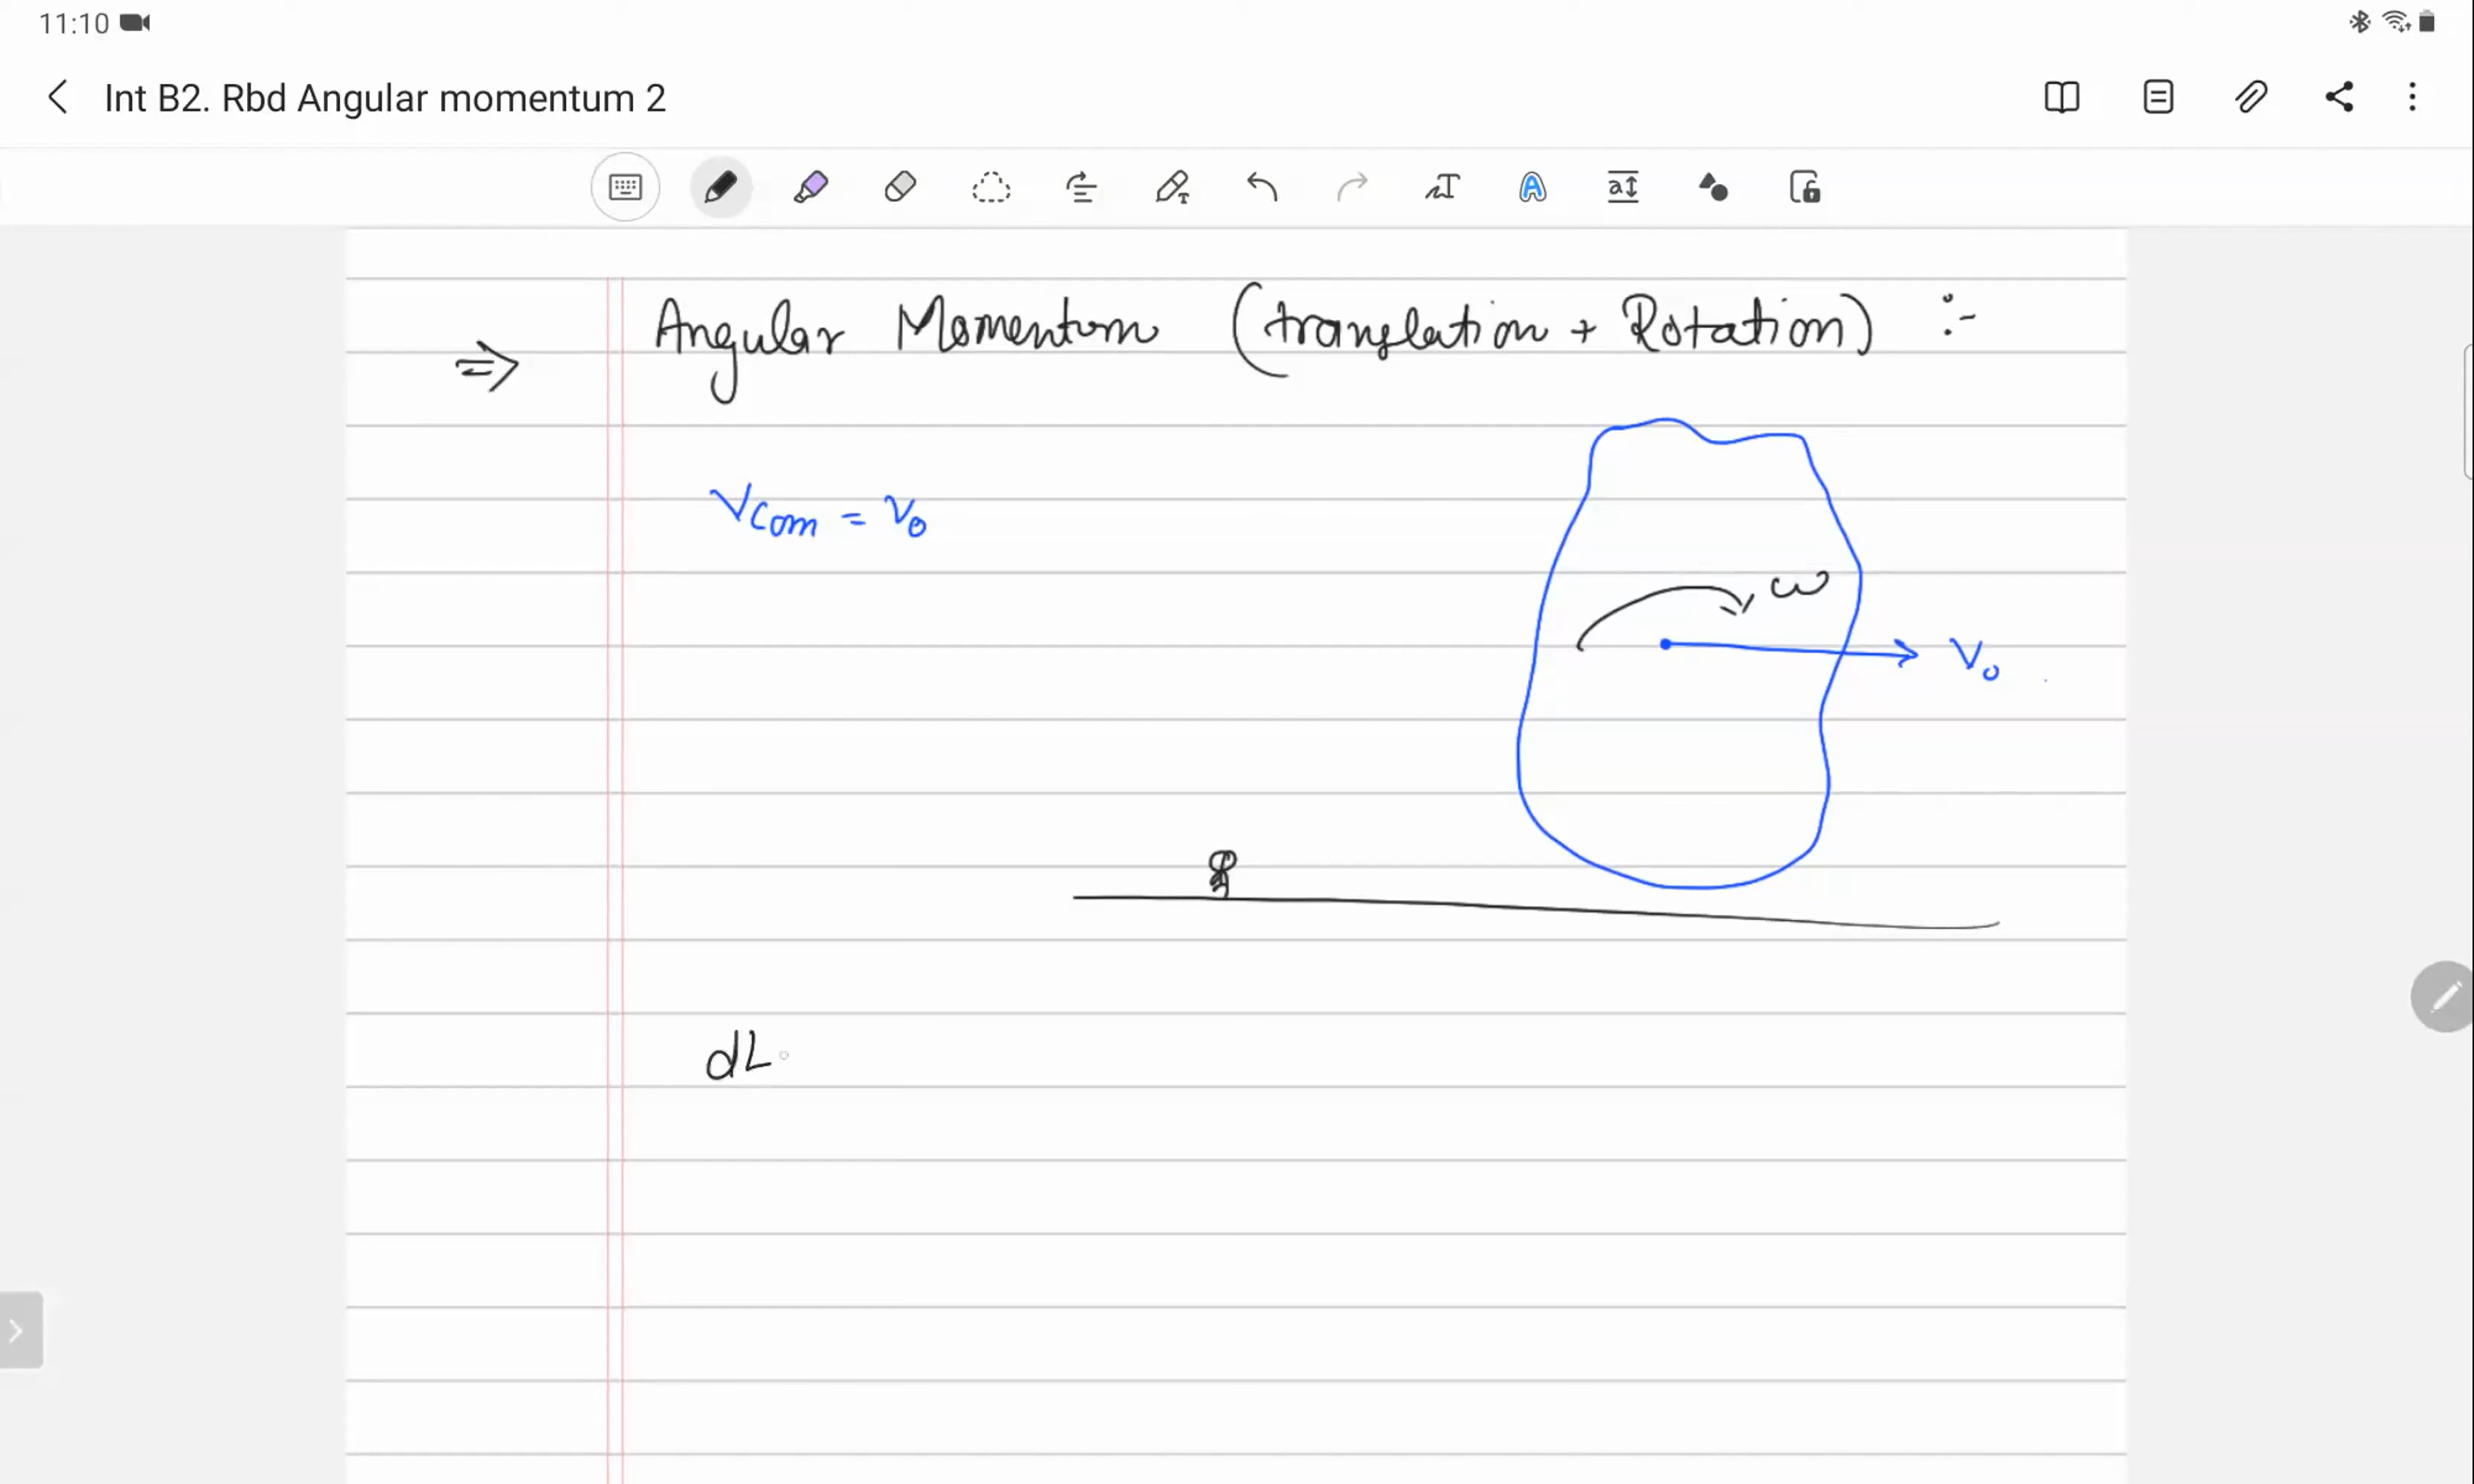 11:10
Int B2. Rbd Angular momentum 2
⇒ Angular Momentum (translation + Rotation) :-
Vcom = v₀
ω
V₀
dL